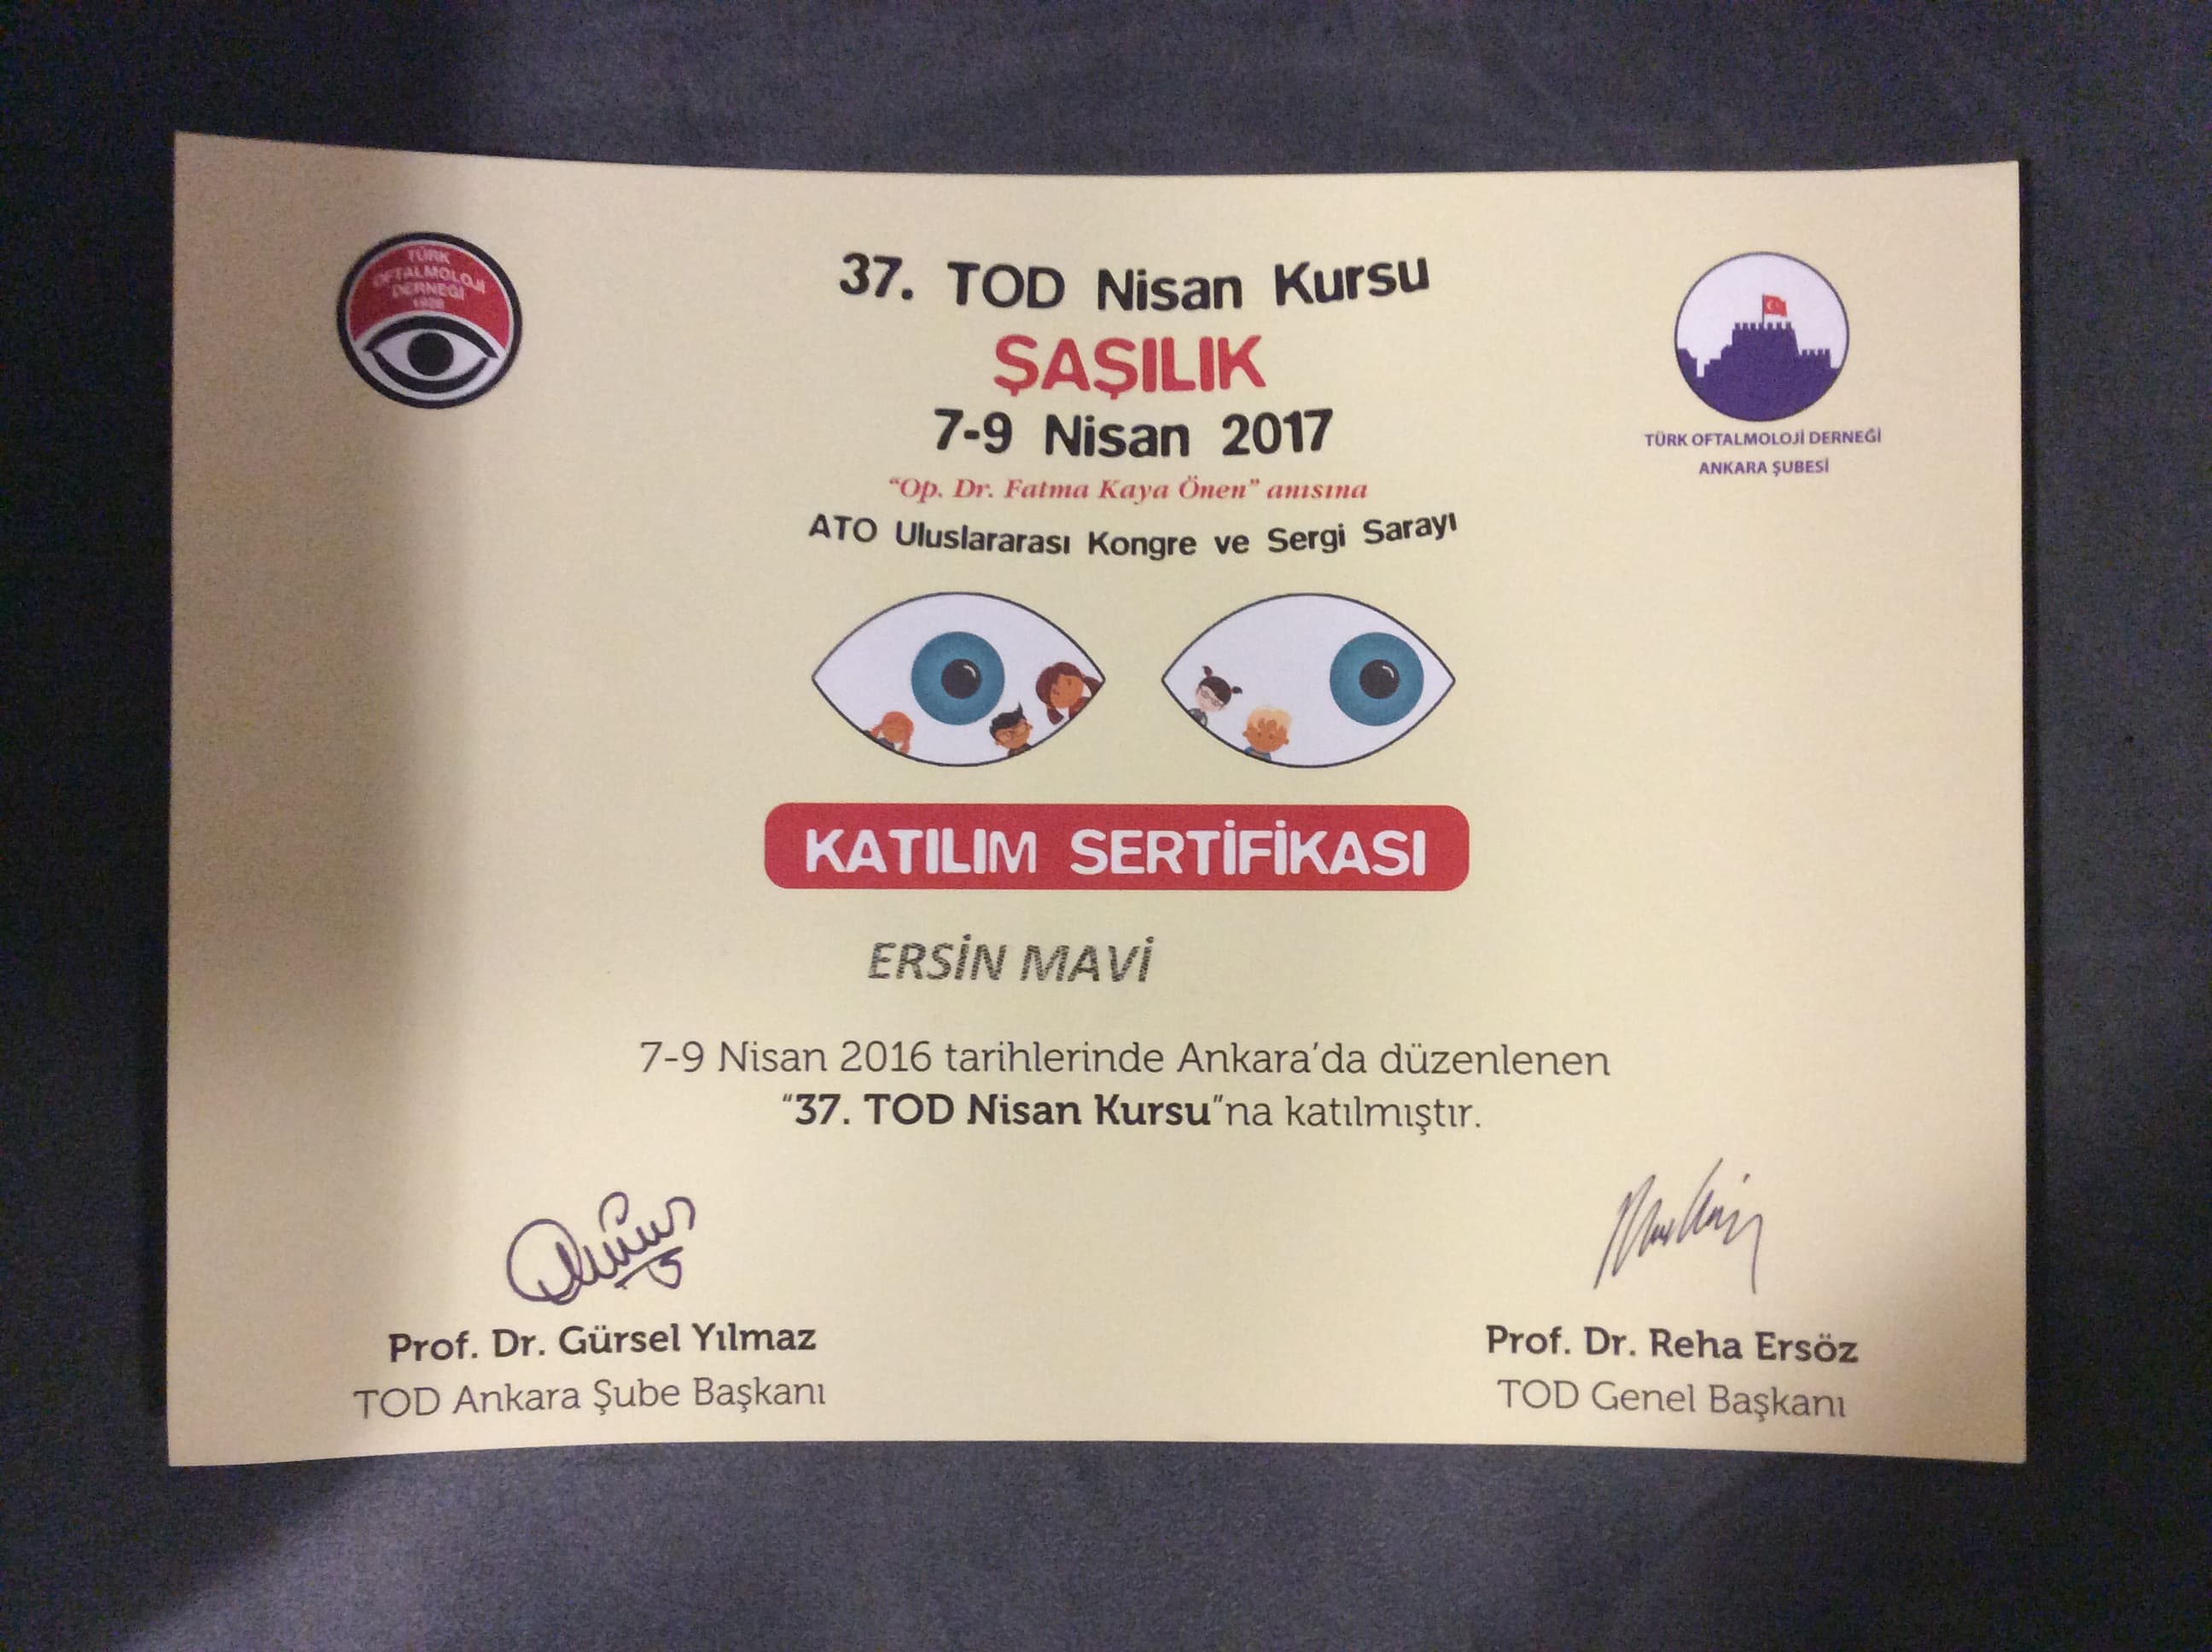 TÜRK
OFTALMOLOJİ
DERNEĞİ
1928
37. TOD Nisan Kursu
ŞAŞILIK
7-9 Nisan 2017
"Op. Dr. Fatma Kaya Önen" anısına
ATO Uluslararası Kongre ve Sergi Sarayı
TÜRK OFTALMOLOJİ DERNEĞİ
ANKARA ŞUBESİ
KATILIM SERTİFİKASI
ERSİN MAVİ
7-9 Nisan 2016 tarihlerinde Ankara'da düzenlenen
"37. TOD Nisan Kursu"na katılmıştır.
Prof. Dr. Gürsel Yılmaz
TOD Ankara Şube Başkanı
Prof. Dr. Reha Ersöz
TOD Genel Başkanı